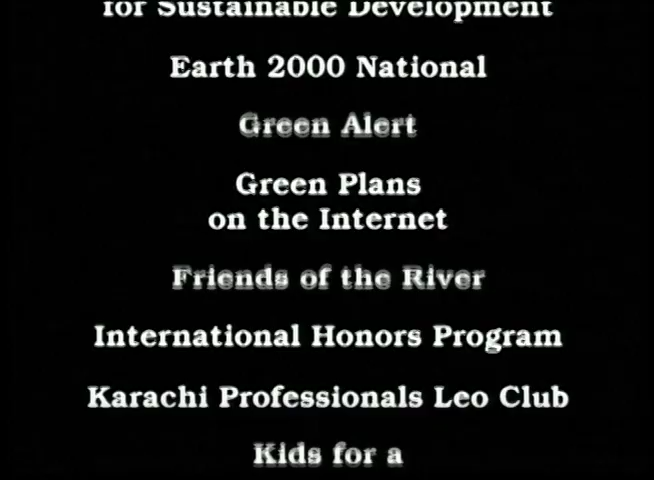 for Sustainable Development
Earth 2000 National
Green Alert
Green Plans
on the Internet
Friends of the River
International Honors Program
Karachi Professionals Leo Club
Kids for a